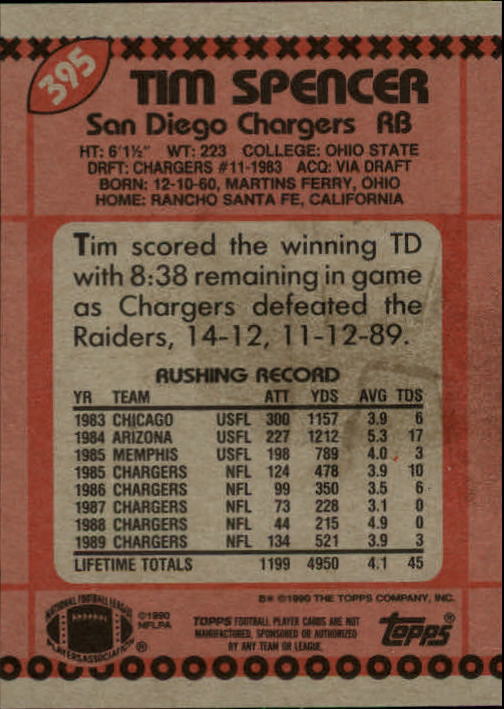 395
TIM SPENCER
San Diego Chargers RB
HT: 6'1½" WT: 223 COLLEGE: OHIO STATE
DRFT: CHARGERS #11-1983 ACQ: VIA DRAFT
BORN: 12-10-60, MARTINS FERRY, OHIO
HOME: RANCHO SANTA FE, CALIFORNIA
Tim scored the winning TD
with 8:38 remaining in game
as Chargers defeated the
Raiders, 14-12, 11-12-89.
RUSHING RECORD
YR TEAM ATT YDS AVG TDS
1983 CHICAGO USFL 300 1157 3.9 6
1984 ARIZONA USFL 227 1212 5.3 17
1985 MEMPHIS USFL 198 789 4.0 3
1985 CHARGERS NFL 124 478 3.9 10
1986 CHARGERS NFL 99 350 3.5 6
1987 CHARGERS NFL 73 228 3.1 0
1988 CHARGERS NFL 44 215 4.9 0
1989 CHARGERS NFL 134 521 3.9 3
LIFETIME TOTALS 1199 4950 4.1 45
B* ©1990 THE TOPPS COMPANY, INC.
NATIONAL FOOTBALL LEAGUE
PLAYERS ASSOCIATION ®
©1990
NFLPA
TOPPS FOOTBALL PLAYER CARDS ARE NOT
MANUFACTURED, SPONSORED OR AUTHORIZED
BY ANY TEAM OR LEAGUE.
topps®